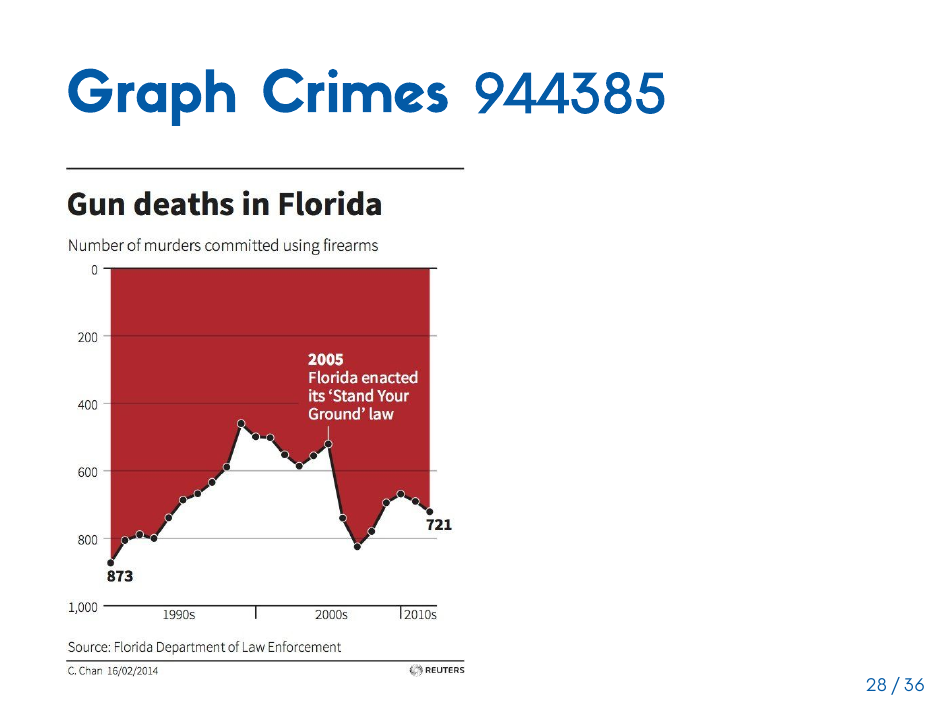 Graph Crimes 944385
Gun deaths in Florida
Number of murders committed using firearms
0
200
2005
Florida enacted
its ‘Stand Your
Ground’ law
400
600
721
800
873
1,000
1990s 2000s 2010s
Source: Florida Department of Law Enforcement
C. Chan 16/02/2014 REUTERS
28 / 36